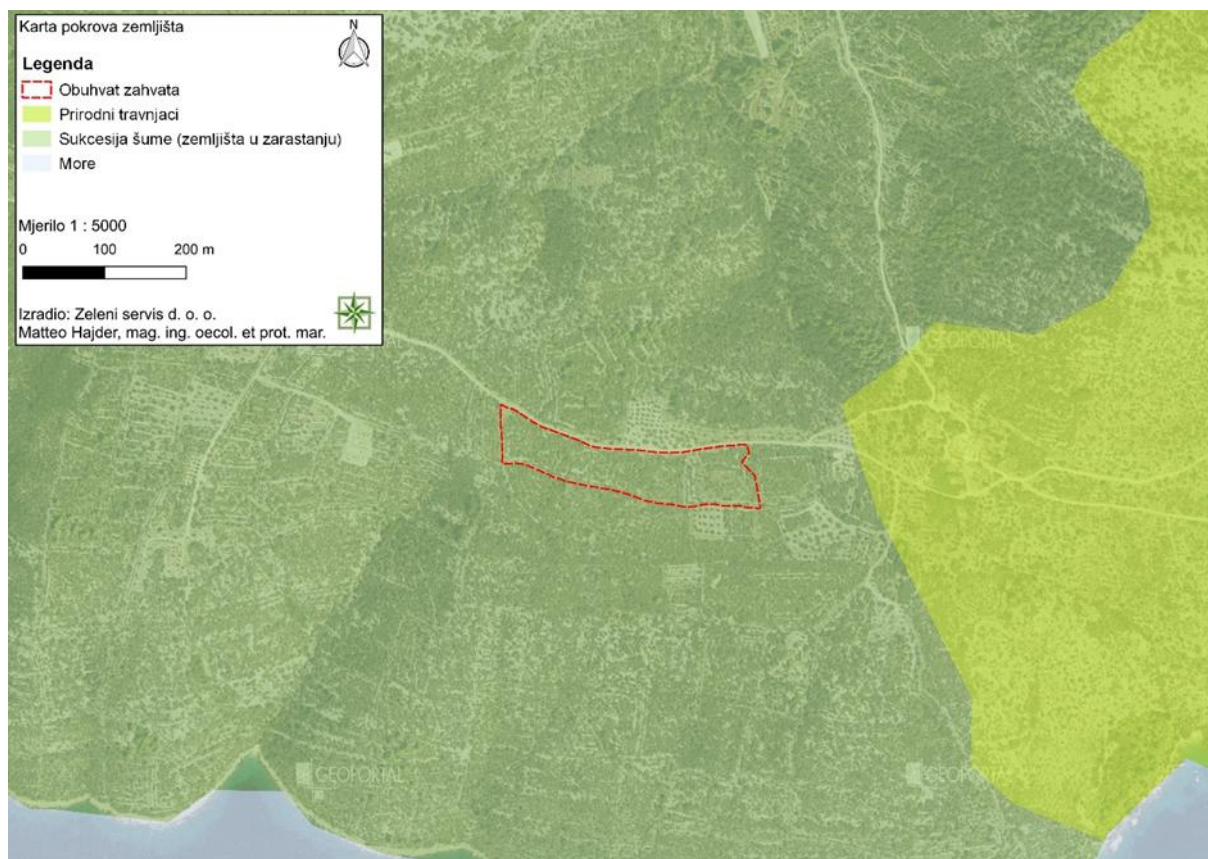 Karta pokrova zemljišta
N
Legenda
Obuhvat zahvata
Prirodni travnjaci
Sukcesija šume (zemljišta u zarastanju)
More
Mjerilo 1 : 5000
0 100 200 m
Izradio: Zeleni servis d. o. o.
Matteo Hajder, mag. ing. oecol. et prot. mar.
GEOPORTAL
GEOPORTAL
GEOPORTAL